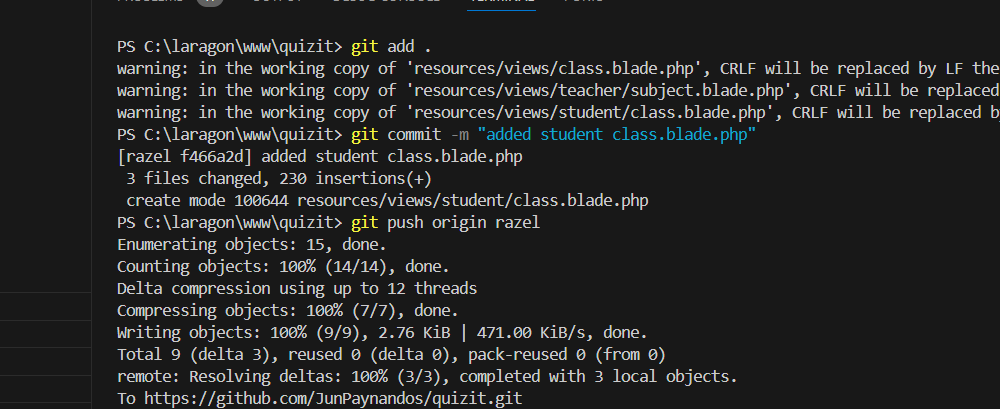 PS C:\laragon\www\quizit> git add .
warning: in the working copy of 'resources/views/class.blade.php', CRLF will be replaced by LF the
warning: in the working copy of 'resources/views/teacher/subject.blade.php', CRLF will be replaced
warning: in the working copy of 'resources/views/student/class.blade.php', CRLF will be replaced by
PS C:\laragon\www\quizit> git commit -m "added student class.blade.php"
[razel f466a2d] added student class.blade.php
3 files changed, 230 insertions(+)
create mode 100644 resources/views/student/class.blade.php
PS C:\laragon\www\quizit> git push origin razel
Enumerating objects: 15, done.
Counting objects: 100% (14/14), done.
Delta compression using up to 12 threads
Compressing objects: 100% (7/7), done.
Writing objects: 100% (9/9), 2.76 KiB | 471.00 KiB/s, done.
Total 9 (delta 3), reused 0 (delta 0), pack-reused 0 (from 0)
remote: Resolving deltas: 100% (3/3), completed with 3 local objects.
To https://github.com/JunPaynandos/quizit.git